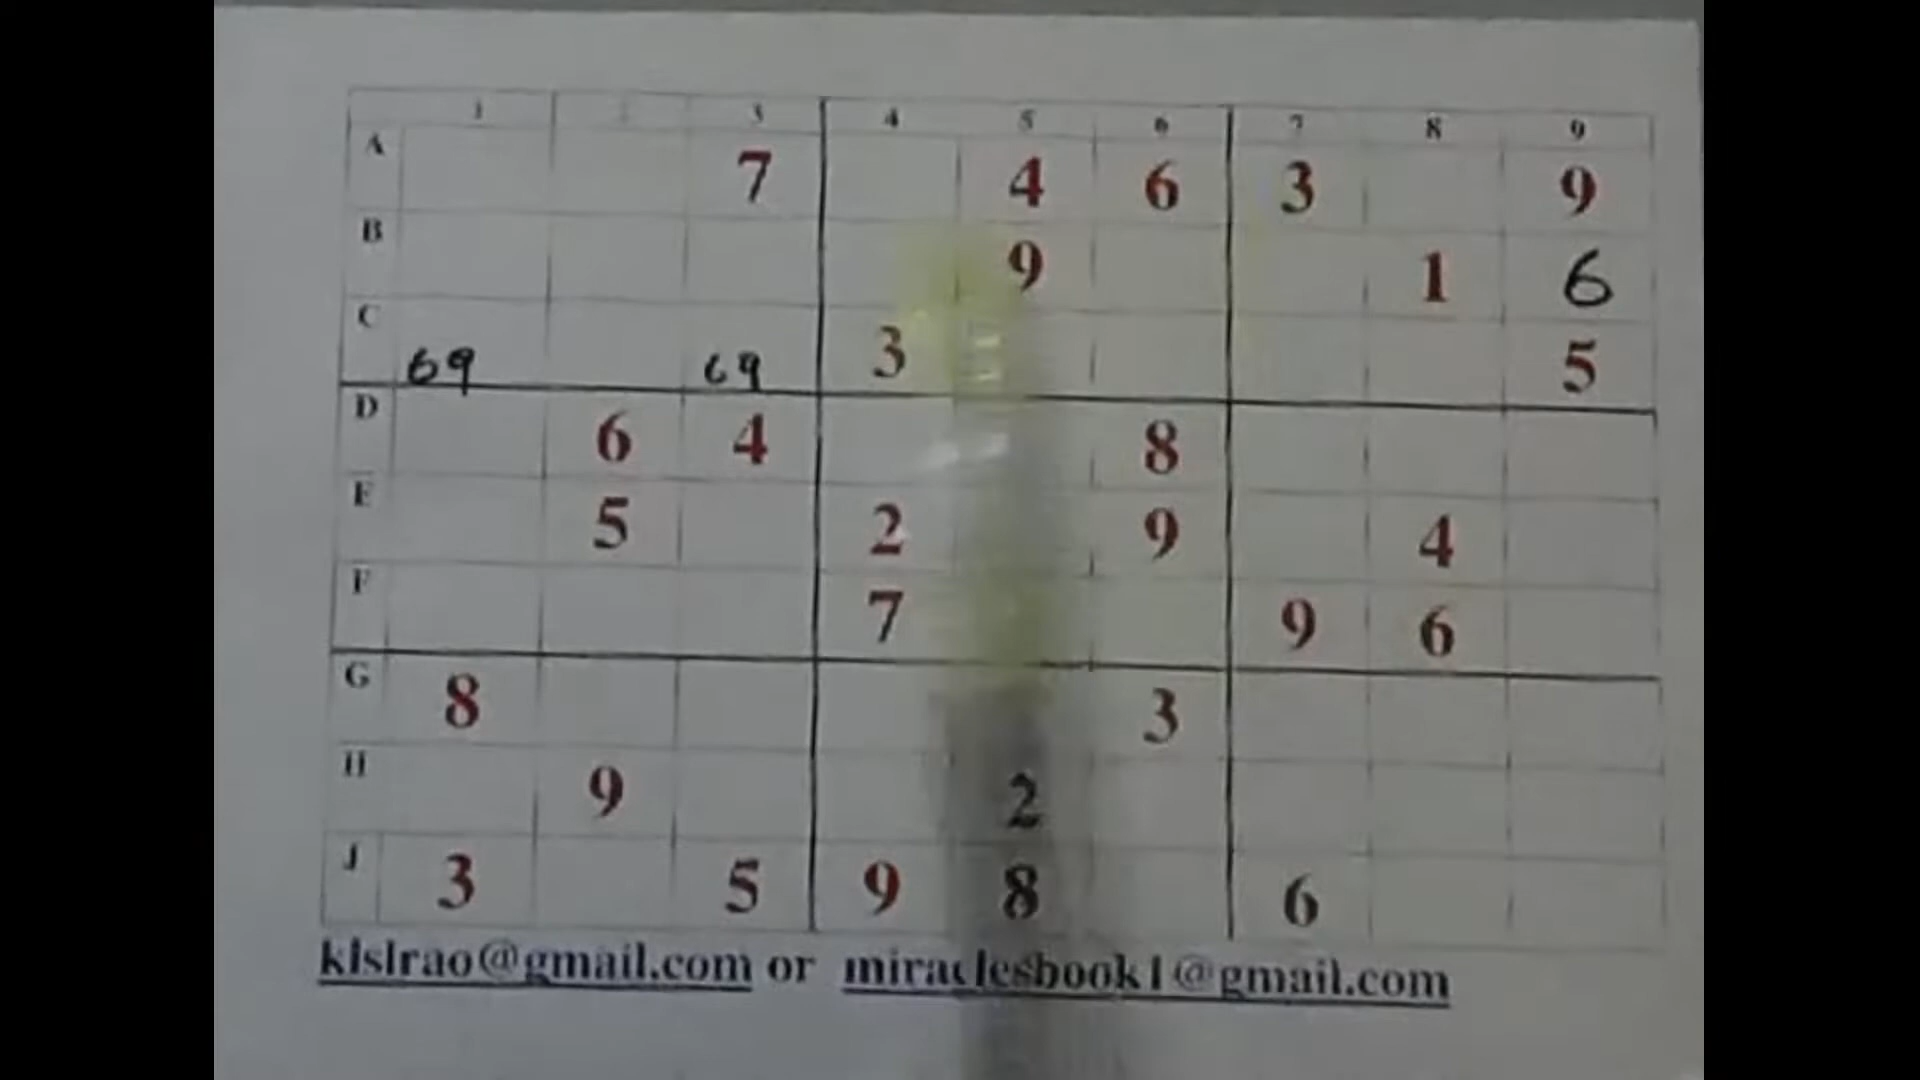 1 2 3 4 5 6 7 8 9
A 7 4 6 3 9
B 9 1 6
C 69 69 3 5
D 6 4 8
E 5 2 9 4
F 7 9 6
G 8 3
H 9 2
J 3 5 9 8 6
klslrao@gmail.com or miraclesbook1@gmail.com